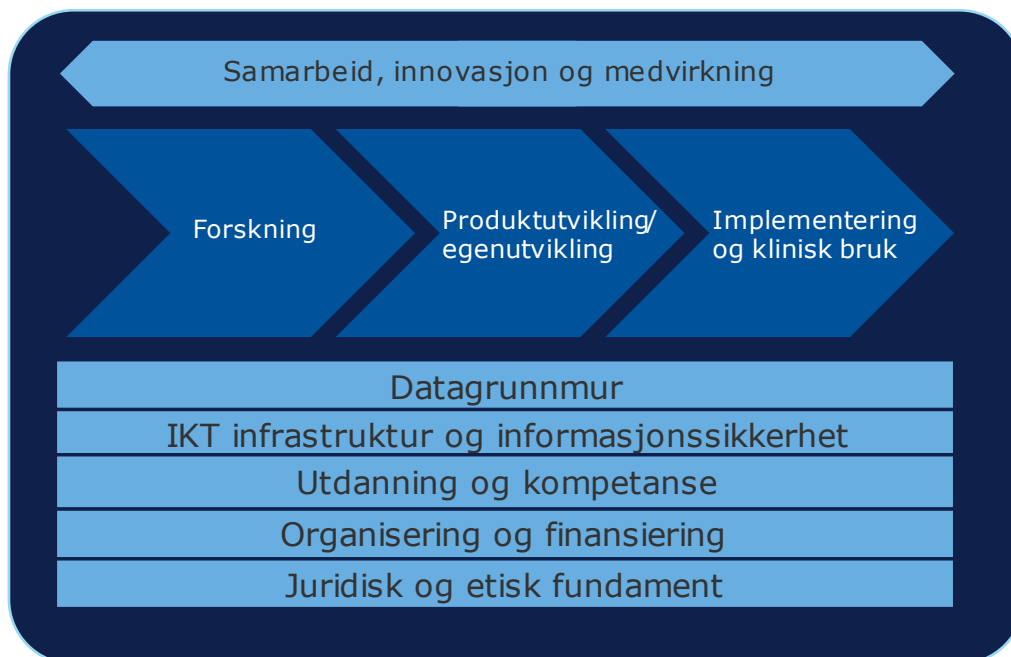 Samarbeid, innovasjon og medvirkning
Forskning
Produktutvikling/
egenutvikling
Implementering
og klinisk bruk
Datagrunnmur
IKT infrastruktur og informasjonssikkerhet
Utdanning og kompetanse
Organisering og finansiering
Juridisk og etisk fundament